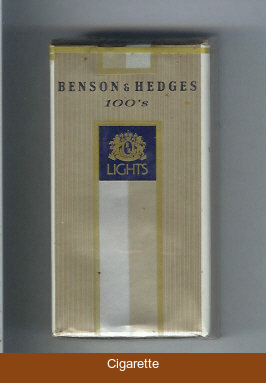 BENSON & HEDGES
100's
LIGHTS
Cigarette